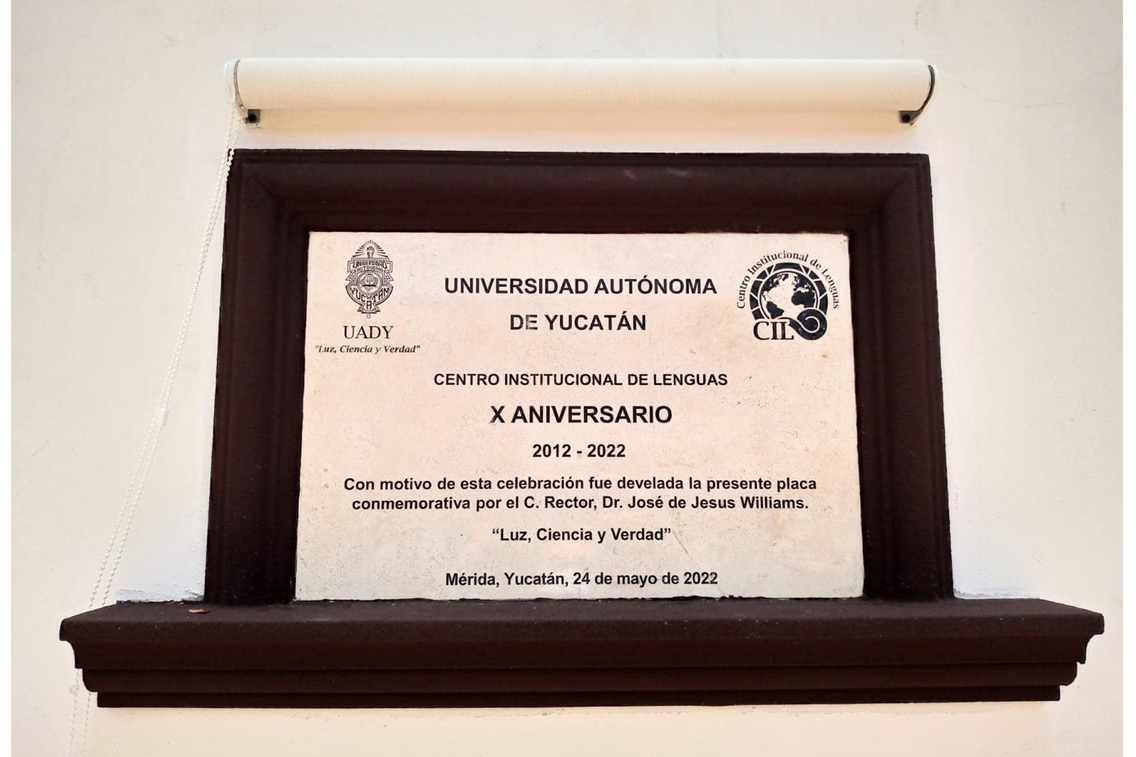 UNIVERSIDAD AUTÓNOMA
DE YUCATÁN
UADY
"Luz, Ciencia y Verdad"
Centro Institucional de Lenguas
CIL
CENTRO INSTITUCIONAL DE LENGUAS
X ANIVERSARIO
2012 - 2022
Con motivo de esta celebración fue develada la presente placa
conmemorativa por el C. Rector, Dr. José de Jesus Williams.
“Luz, Ciencia y Verdad”
Mérida, Yucatán, 24 de mayo de 2022